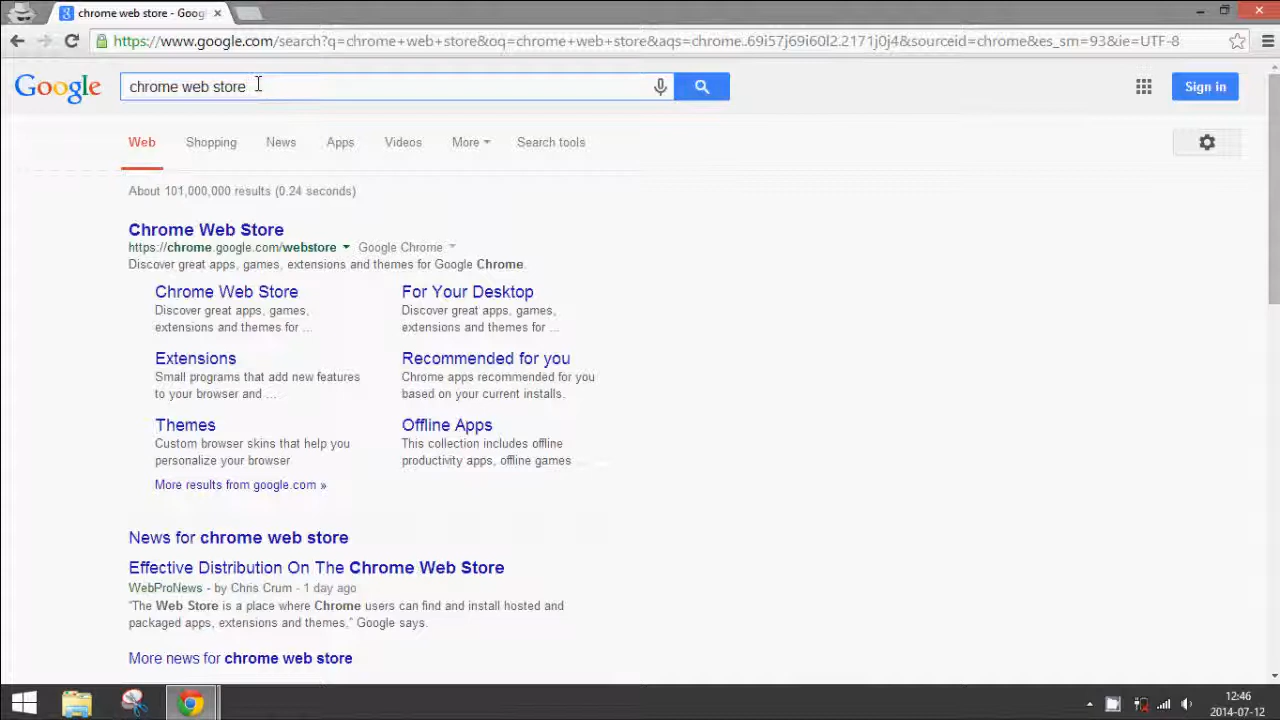 chrome web store - Goog
https://www.google.com/search?q=chrome+web+store&oq=chrome+web+store&aqs=chrome..69i57j69i60l2.2171j0j4&sourceid=chrome&es_sm=93&ie=UTF-8
Google chrome web store Sign in
Web Shopping News Apps Videos More Search tools
About 101,000,000 results (0.24 seconds)
Chrome Web Store
https://chrome.google.com/webstore Google Chrome
Discover great apps, games, extensions and themes for Google Chrome.
Chrome Web Store
Discover great apps, games,
extensions and themes for ...
For Your Desktop
Discover great apps, games,
extensions and themes for ...
Extensions
Small programs that add new features
to your browser and ...
Recommended for you
Chrome apps recommended for you
based on your current installs.
Themes
Custom browser skins that help you
personalize your browser
Offline Apps
This collection includes offline
productivity apps, offline games ...
More results from google.com »
News for chrome web store
Effective Distribution On The Chrome Web Store
WebProNews - by Chris Crum - 1 day ago
"The Web Store is a place where Chrome users can find and install hosted and
packaged apps, extensions and themes," Google says.
More news for chrome web store
12:46
2014-07-12